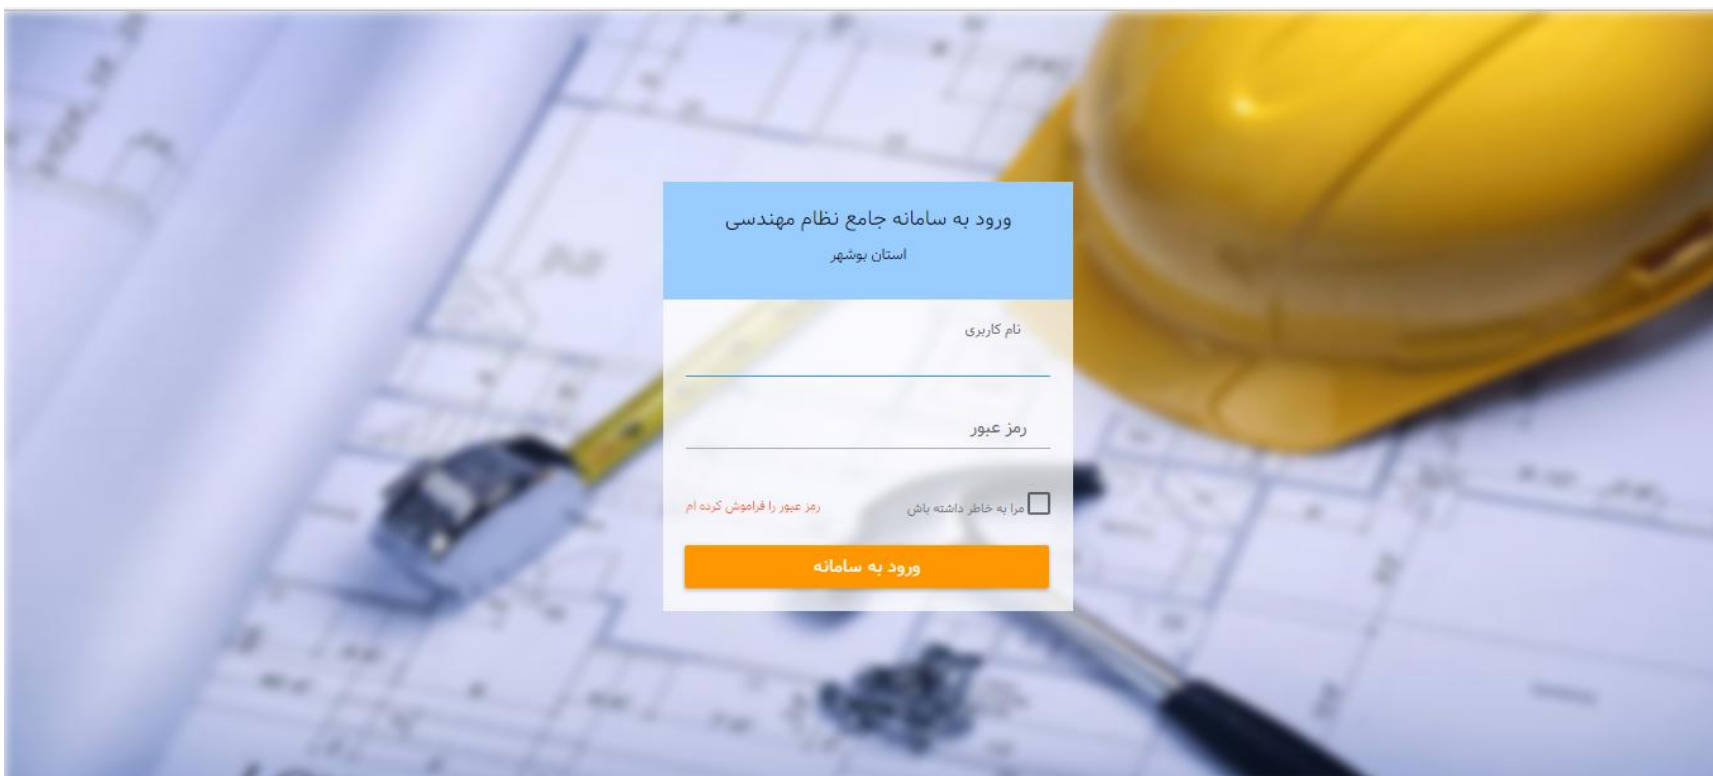 ورود به سامانه جامع نظام مهندسی
استان بوشهر
نام کاربری
رمز عبور
مرا به خاطر داشته باش
رمز عبور را فراموش کرده ام
ورود به سامانه